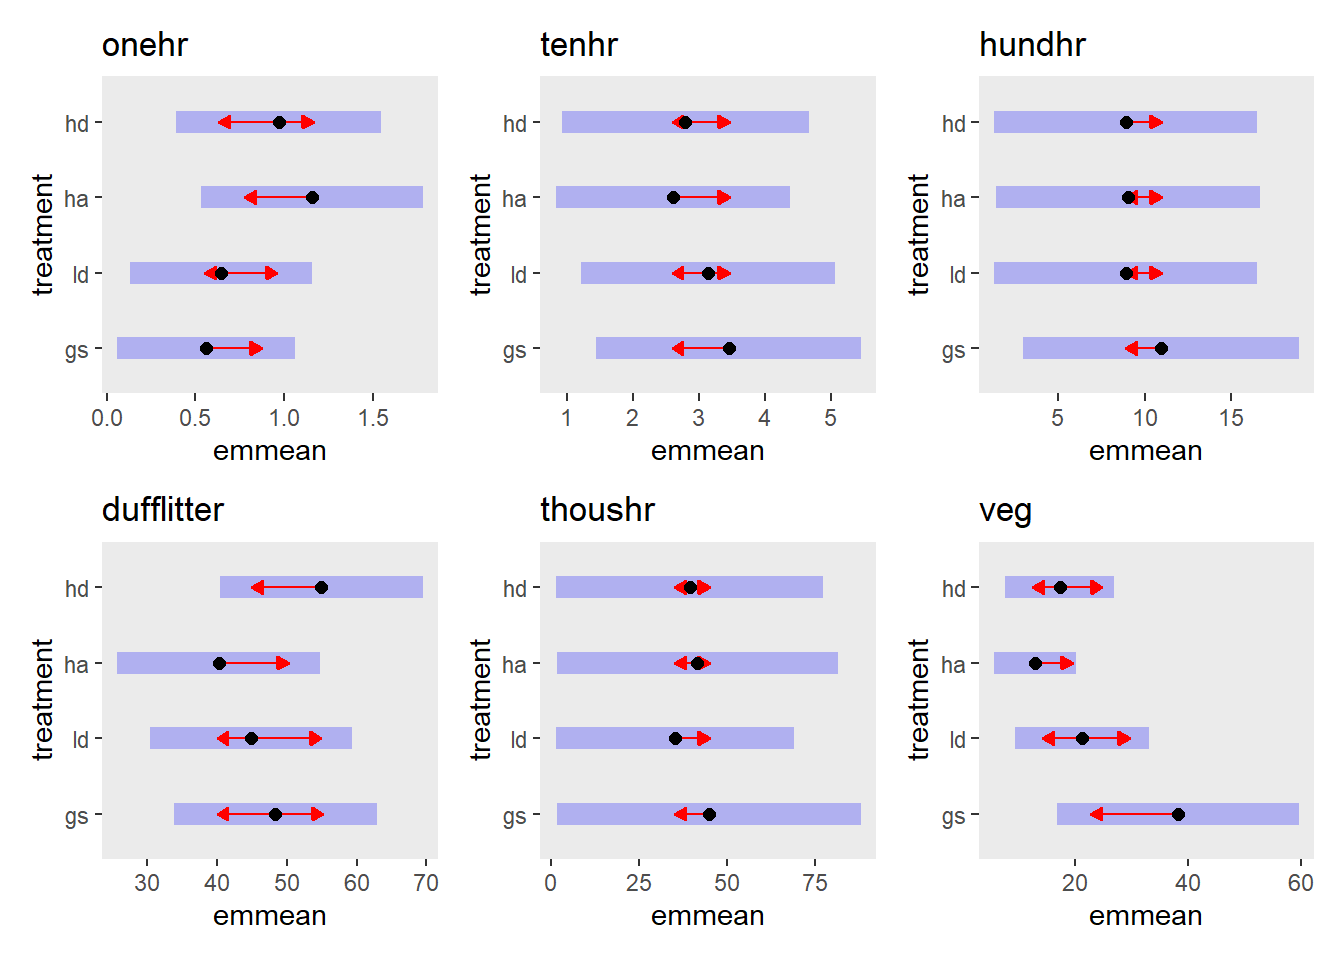 onehr
treatment
hd
ha
ld
gs
0.0 0.5 1.0 1.5
emmean
tenhr
treatment
hd
ha
ld
gs
1 2 3 4 5
emmean
hundhr
treatment
hd
ha
ld
gs
5 10 15
emmean
dufflitter
treatment
hd
ha
ld
gs
30 40 50 60 70
emmean
thoushr
treatment
hd
ha
ld
gs
0 25 50 75
emmean
veg
treatment
hd
ha
ld
gs
20 40 60
emmean